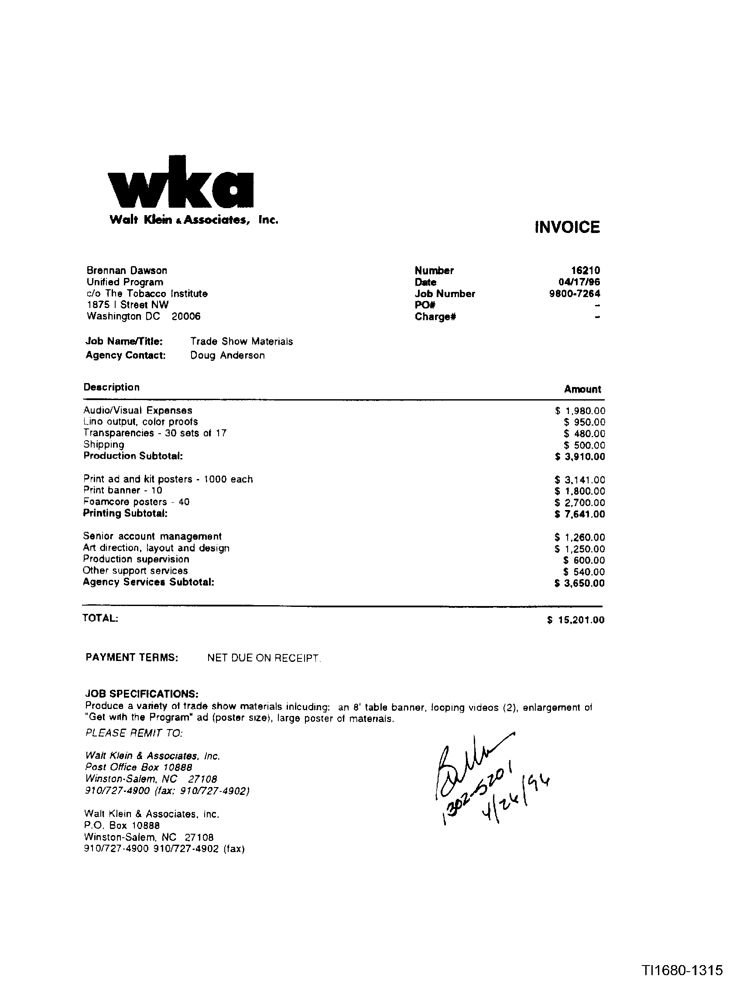 wka
Walt Klein & Associates, Inc.
INVOICE
Brennan Dawson
Unified Program
c/o The Tobacco Institute
1875 I Street NW
Washington DC 20006
Number 16210
Date 04/17/96
Job Number 9800-7264
PO# -
Charge# -
Job Name/Title: Trade Show Materials
Agency Contact: Doug Anderson
Description Amount
Audio/Visual Expenses $ 1,980.00
Lino output, color proofs $ 950.00
Transparencies - 30 sets of 17 $ 480.00
Shipping $ 500.00
Production Subtotal: $ 3,910.00
Print ad and kit posters - 1000 each $ 3,141.00
Print banner - 10 $ 1,800.00
Foamcore posters - 40 $ 2,700.00
Printing Subtotal: $ 7,641.00
Senior account management $ 1,260.00
Art direction, layout and design $ 1,250.00
Production supervision $ 600.00
Other support services $ 540.00
Agency Services Subtotal: $ 3,650.00
TOTAL: $ 15,201.00
PAYMENT TERMS: NET DUE ON RECEIPT.
JOB SPECIFICATIONS:
Produce a variety of trade show materials inlcuding: an 8' table banner, looping videos (2), enlargement of
"Get with the Program" ad (poster size), large poster of materials.
PLEASE REMIT TO:
Walt Klein & Associates, Inc.
Post Office Box 10888
Winston-Salem, NC 27108
910/727-4900 (fax: 910/727-4902)
Walt Klein & Associates, Inc.
P.O. Box 10888
Winston-Salem, NC 27108
910/727-4900 910/727-4902 (fax)
1302-5201
4/26/96
TI1680-1315